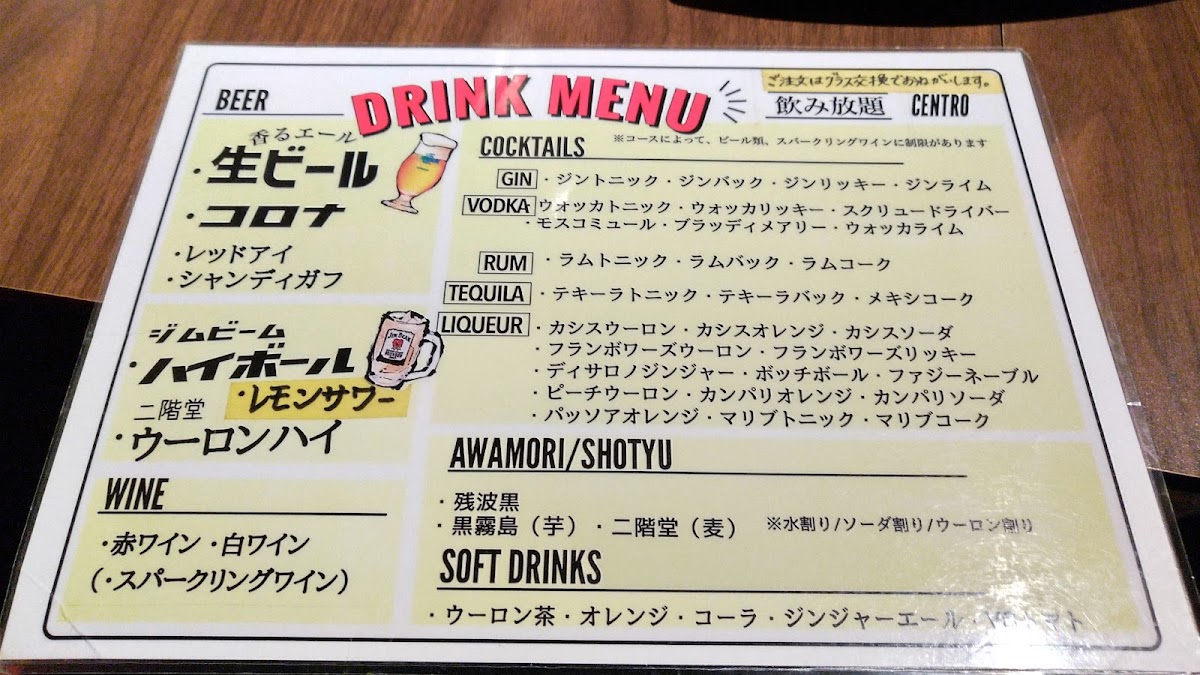 DRINK MENU
ご注文はグラス交換でおねがいします。
飲み放題 CENTRO
BEER
香るエール
・生ビール
・コロナ
・レッドアイ
・シャンディガフ
ジムビーム
・ハイボール
・レモンサワー
二階堂
・ウーロンハイ
WINE
・赤ワイン・白ワイン
(・スパークリングワイン)
COCKTAILS
※コースによって、ビール類、スパークリングワインに制限があります
GIN ・ジントニック・ジンバック・ジンリッキー・ジンライム
VODKA ・ウォッカトニック・ウォッカリッキー・スクリュードライバー
・モスコミュール・ブラッディメアリー・ウォッカライム
RUM ・ラムトニック・ラムバック・ラムコーク
TEQUILA ・テキーラトニック・テキーラバック・メキシコーク
LIQUEUR ・カシスウーロン・カシスオレンジ・カシスソーダ
・フランボワーズウーロン・フランボワーズリッキー
・ディサロノジンジャー・ボッチボール・ファジーネーブル
・ピーチウーロン・カンパリオレンジ・カンパリソーダ
・パッソアオレンジ・マリブトニック・マリブコーク
AWAMORI/SHOTYU
・残波黒
・黒霧島（芋）・二階堂（麦） ※水割り/ソーダ割り/ウーロン割り
SOFT DRINKS
・ウーロン茶・オレンジ・コーラ・ジンジャーエール・